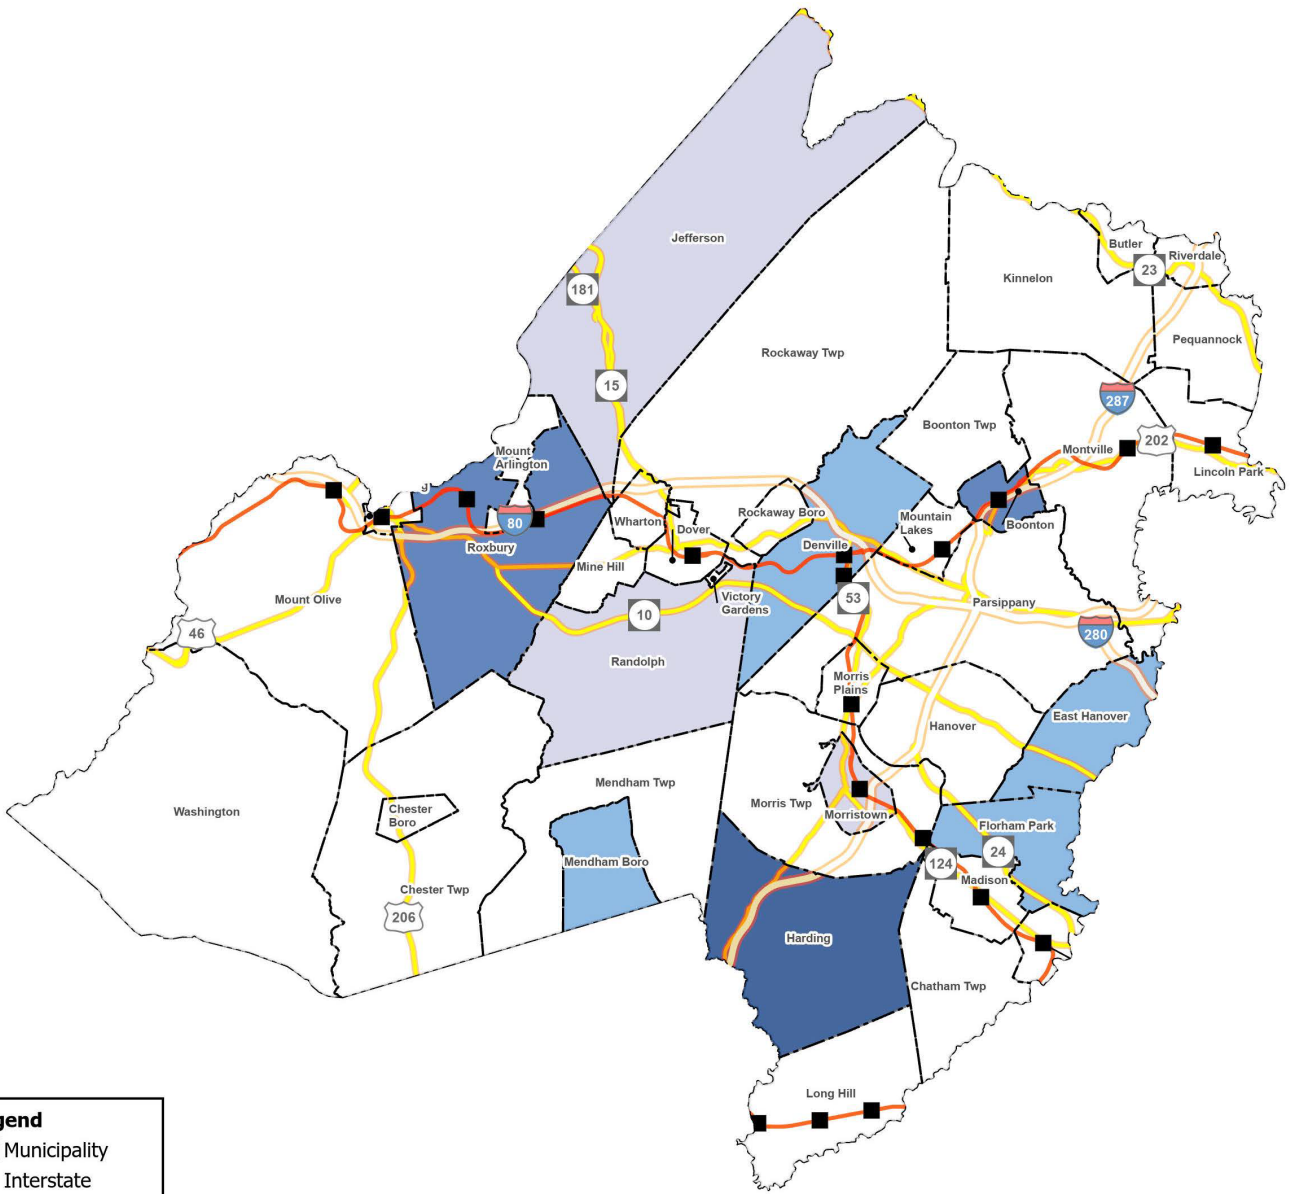 Jefferson
Butler
Riverdale
23
Kinnelon
181
Pequannock
Rockaway Twp
15
287
Boonton Twp
202
Montville
Mount
Arlington
Lincoln Park
80
Wharton
Dover
Rockaway Boro
Mountain
Lakes
Boonton
Roxbury
Denville
Mine Hill
Mount Olive
Victory
Gardens
53
Parsippany
10
46
280
Randolph
Morris
Plains
East Hanover
Hanover
Mendham Twp
Washington
Chester
Boro
Morris Twp
Morristown
Florham Park
24
124
Mendham Boro
Madison
Chester Twp
206
Harding
Chatham Twp
Long Hill
gend
Municipality
Interstate